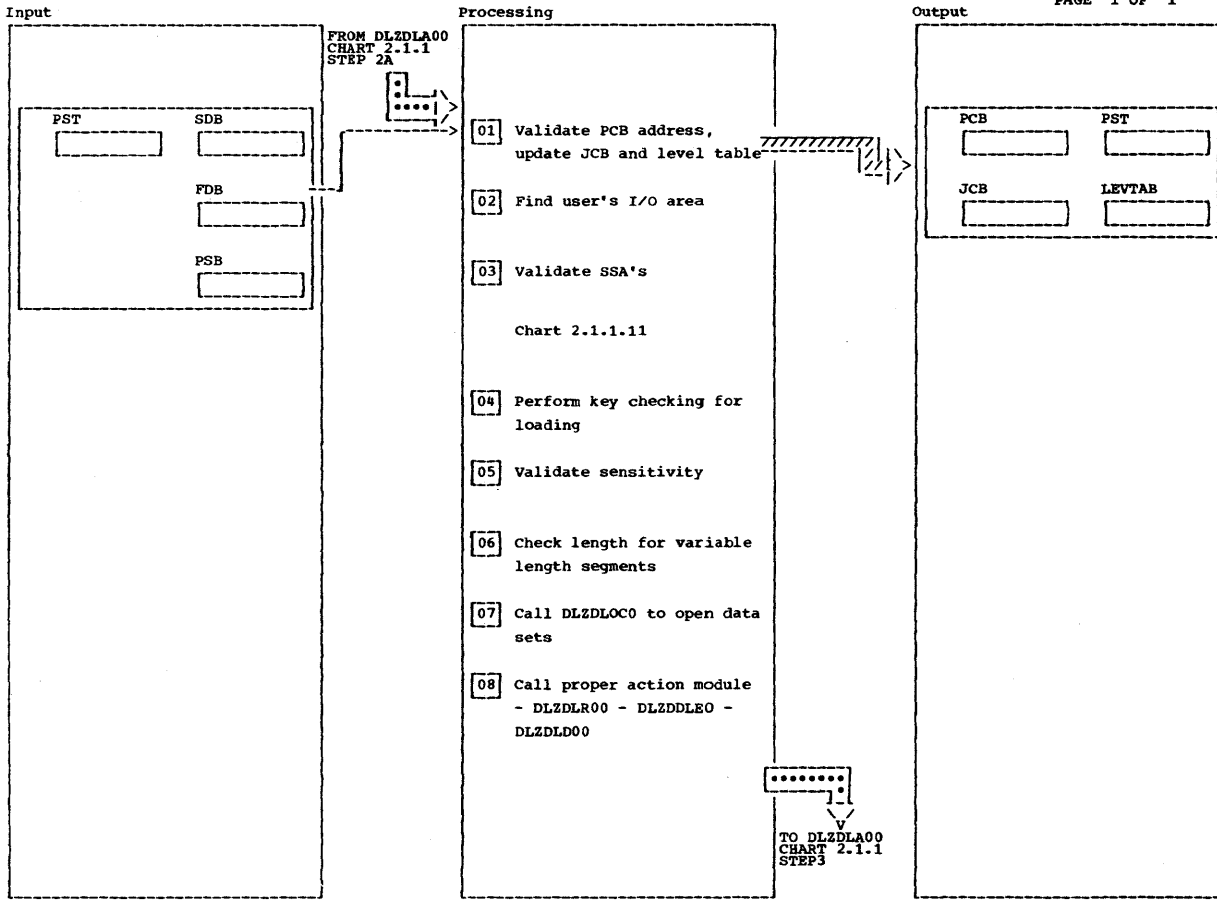 PAGE 1 OF 1
Input
Processing
Output
FROM DLZDLA00
CHART 2.1.1
STEP 2A
PST
SDB
FDB
PSB
01 Validate PCB address,
update JCB and level table
02 Find user's I/O area
03 Validate SSA's
Chart 2.1.1.11
04 Perform key checking for
loading
05 Validate sensitivity
06 Check length for variable
length segments
07 Call DLZDLOC0 to open data
sets
08 Call proper action module
- DLZDLR00 - DLZDDLE0 -
DLZDLD00
PCB
PST
JCB
LEVTAB
TO DLZDLA00
CHART 2.1.1
STEP3